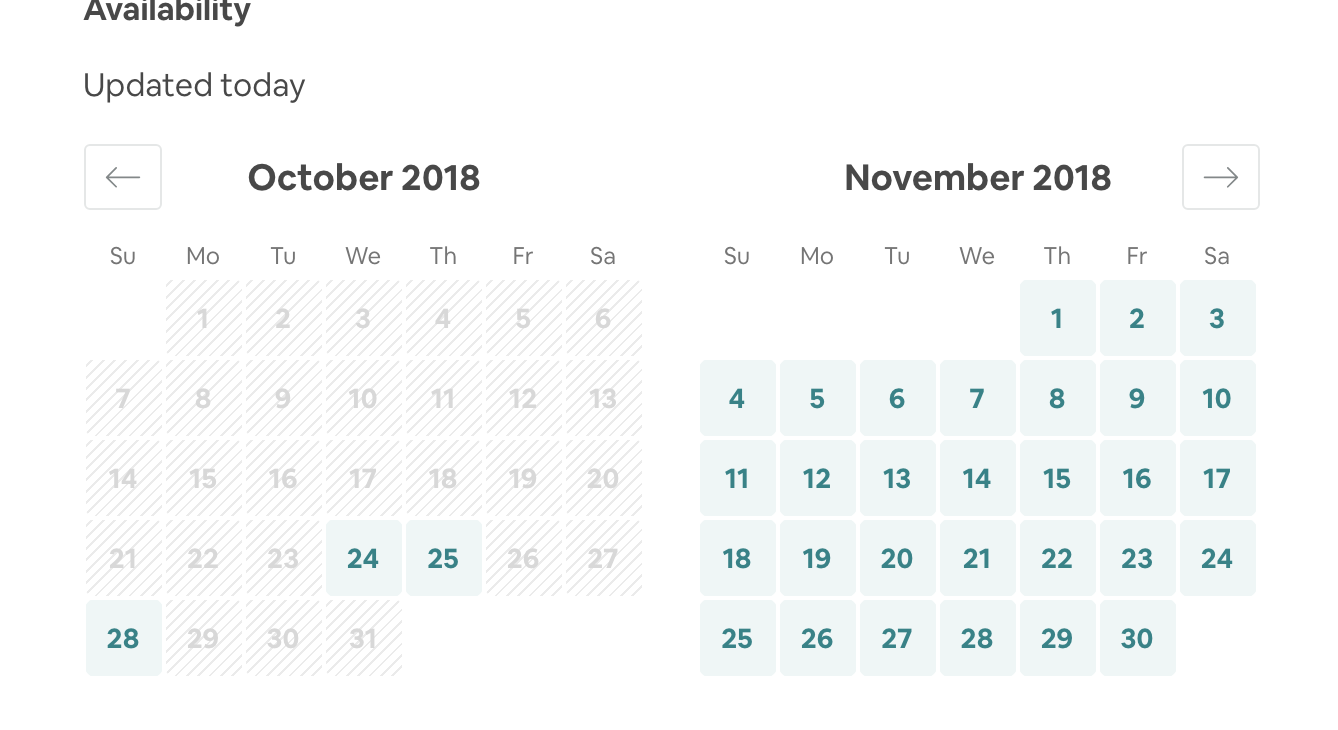 Availability
Updated today
October 2018
Su Mo Tu We Th Fr Sa
1 2 3 4 5 6
7 8 9 10 11 12 13
14 15 16 17 18 19 20
21 22 23 24 25 26 27
28 29 30 31
November 2018
Su Mo Tu We Th Fr Sa
1 2 3
4 5 6 7 8 9 10
11 12 13 14 15 16 17
18 19 20 21 22 23 24
25 26 27 28 29 30